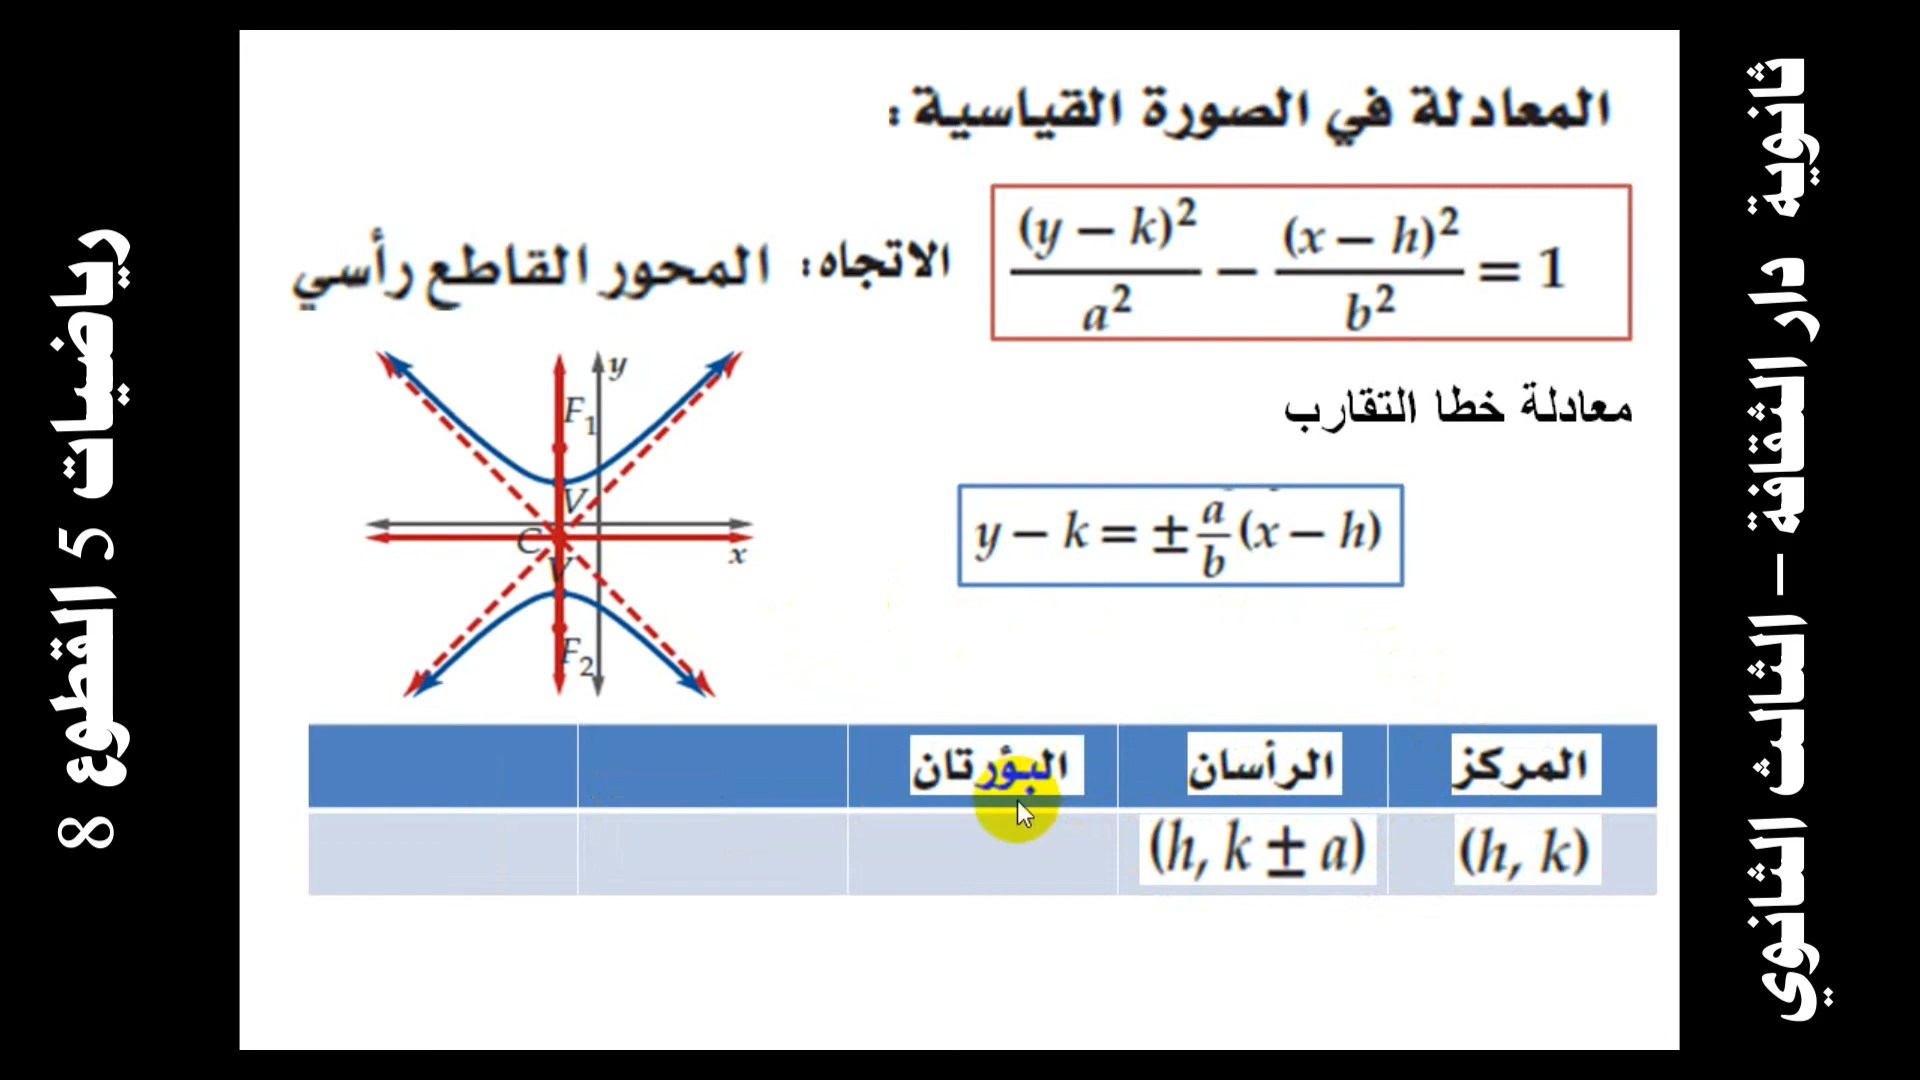 المعادلة في الصورة القياسية :
(y − k)² / a² − (x − h)² / b² = 1
الاتجاه : المحور القاطع رأسي
معادلة خطا التقارب
y − k = ± a/b (x − h)
y
F₁
V
C
x
V
F₂
المركز الرأسان البؤرتان
(h, k) (h, k ± a)
ثانوية دار الثقافة – الثالث الثانوي
رياضيات 5 القطوع 8